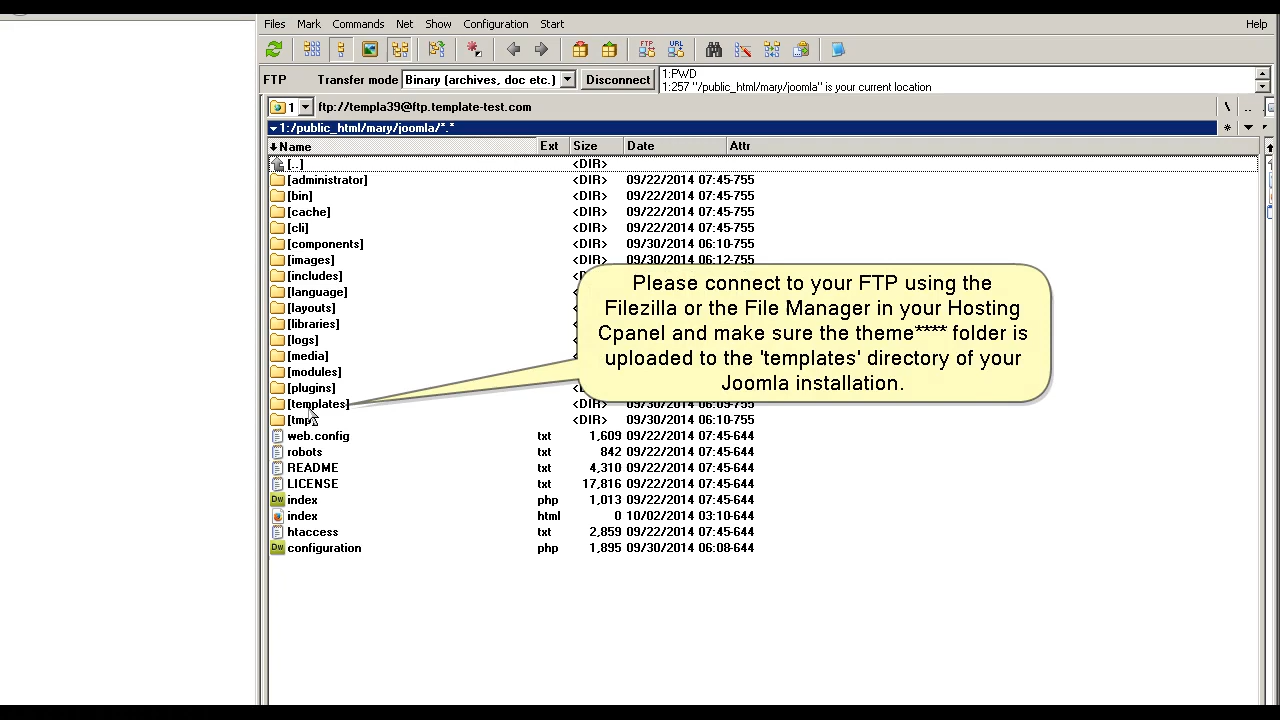 Files Mark Commands Net Show Configuration Start Help
FTP
URL
FTP Transfer mode Binary (archives, doc etc.) Disconnect
1:PWD
1:257 "/public_html/mary/joomla" is your current location
1 ftp://templa39@ftp.template-test.com \ ..
1:/public_html/mary/joomla/*.* *
Name Ext Size Date Attr
[..] <DIR>
[administrator] <DIR> 09/22/2014 07:45-755
[bin] <DIR> 09/22/2014 07:45-755
[cache] <DIR> 09/22/2014 07:45-755
[cli] <DIR> 09/22/2014 07:45-755
[components] <DIR> 09/30/2014 06:10-755
[images] <DIR> 09/30/2014 06:12-755
[includes]
[language]
[layouts]
[libraries]
[logs]
[media]
[modules]
[plugins]
[templates] <DIR> 09/30/2014 06:09-755
[tmp] <DIR> 09/30/2014 06:10-755
web.config txt 1,609 09/22/2014 07:45-644
robots txt 842 09/22/2014 07:45-644
README txt 4,310 09/22/2014 07:45-644
LICENSE txt 17,816 09/22/2014 07:45-644
Dw index php 1,013 09/22/2014 07:45-644
index html 0 10/02/2014 03:10-644
htaccess txt 2,859 09/22/2014 07:45-644
Dw configuration php 1,895 09/30/2014 06:08-644
Please connect to your FTP using the
Filezilla or the File Manager in your Hosting
Cpanel and make sure the theme**** folder is
uploaded to the 'templates' directory of your
Joomla installation.